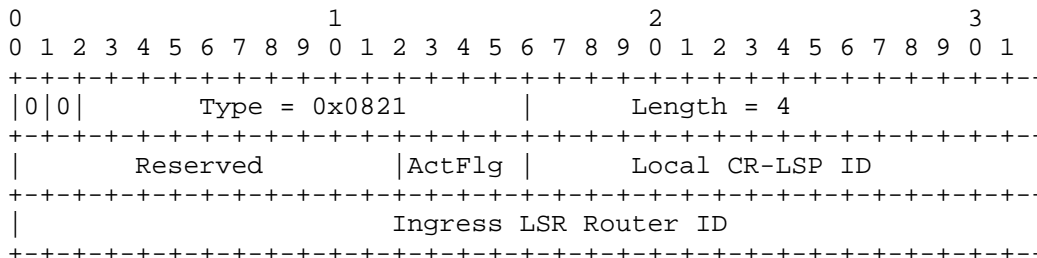 0                   1                   2                   3
0 1 2 3 4 5 6 7 8 9 0 1 2 3 4 5 6 7 8 9 0 1 2 3 4 5 6 7 8 9 0 1
+-+-+-+-+-+-+-+-+-+-+-+-+-+-+-+-+-+-+-+-+-+-+-+-+-+-+-+-+-+-+-+-
|0|0|       Type = 0x0821       |      Length = 4
+-+-+-+-+-+-+-+-+-+-+-+-+-+-+-+-+-+-+-+-+-+-+-+-+-+-+-+-+-+-+-+-
|       Reserved        |ActFlg |      Local CR-LSP ID
+-+-+-+-+-+-+-+-+-+-+-+-+-+-+-+-+-+-+-+-+-+-+-+-+-+-+-+-+-+-+-+-
|                       Ingress LSR Router ID
+-+-+-+-+-+-+-+-+-+-+-+-+-+-+-+-+-+-+-+-+-+-+-+-+-+-+-+-+-+-+-+-